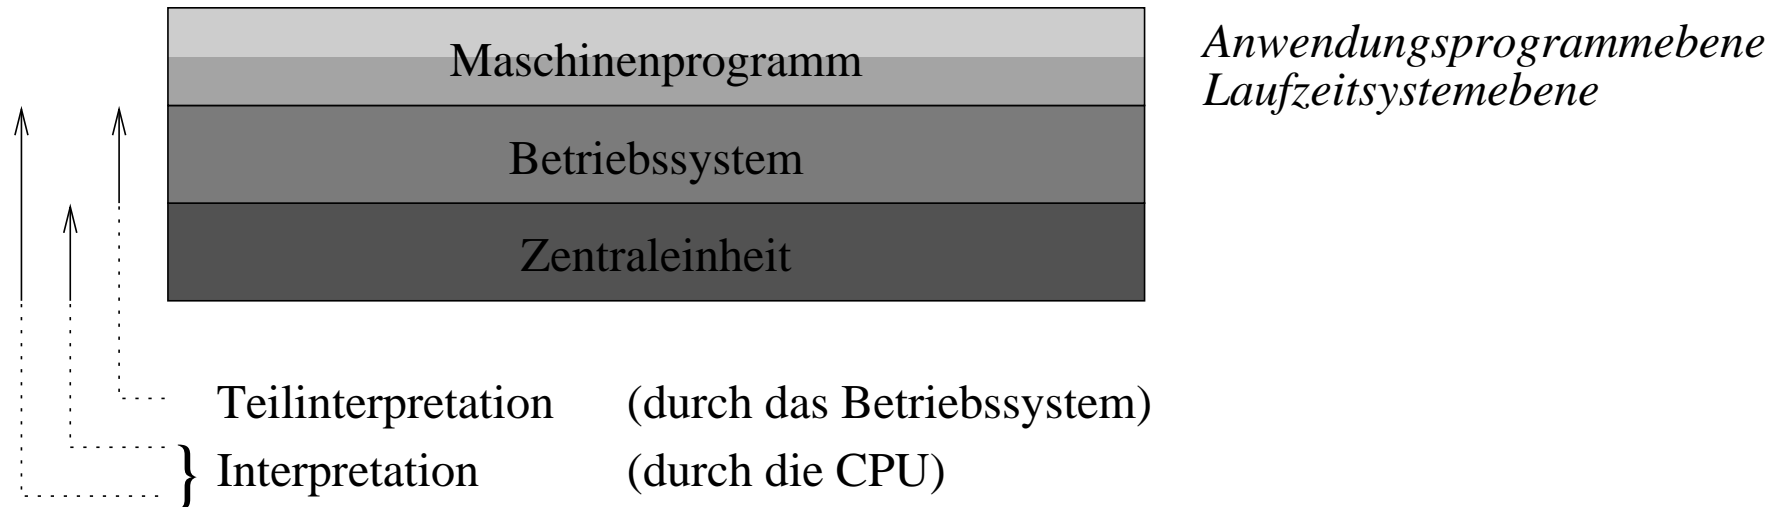 Maschinenprogramm
Anwendungsprogrammebene
Laufzeitsystemebene
Betriebssystem
Zentraleinheit
Teilinterpretation (durch das Betriebssystem)
} Interpretation (durch die CPU)